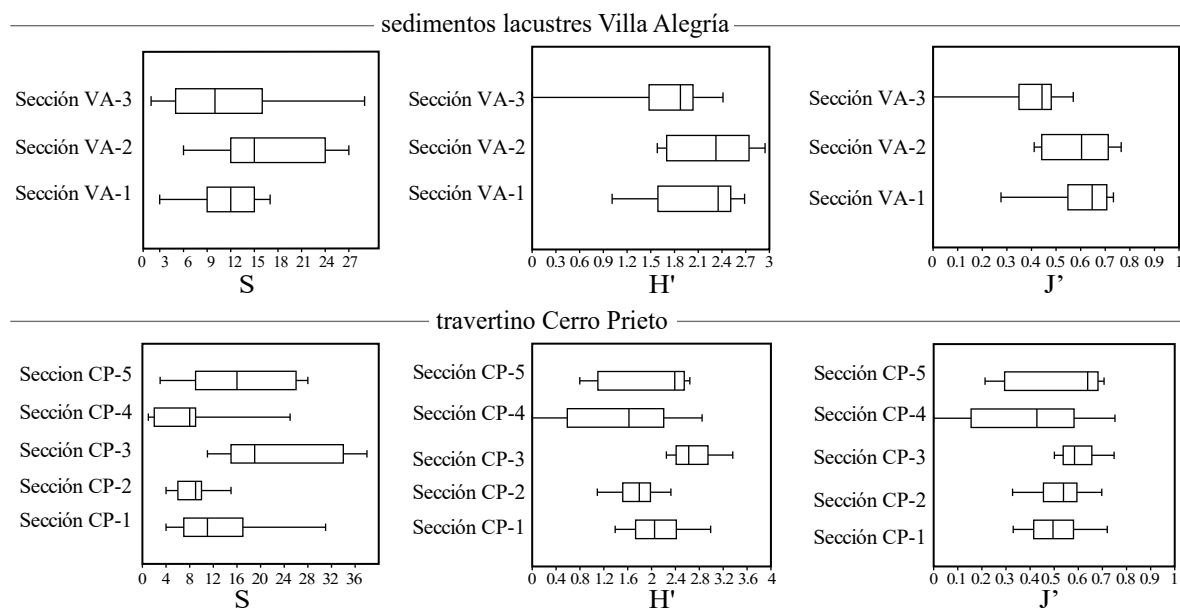 sedimentos lacustres Villa Alegría
Sección VA-3
Sección VA-2
Sección VA-1
0 3 6 9 12 15 18 21 24 27
S
Sección VA-3
Sección VA-2
Sección VA-1
0 0.3 0.6 0.9 1.2 1.5 1.8 2.1 2.4 2.7 3
H'
Sección VA-3
Sección VA-2
Sección VA-1
0 0.1 0.2 0.3 0.4 0.5 0.6 0.7 0.8 0.9 1
J’
travertino Cerro Prieto
Seccion CP-5
Sección CP-4
Sección CP-3
Sección CP-2
Sección CP-1
0 4 8 12 16 20 24 28 32 36
S
Sección CP-5
Sección CP-4
Sección CP-3
Sección CP-2
Sección CP-1
0 0.4 0.8 1.2 1.6 2 2.4 2.8 3.2 3.6 4
H'
Sección CP-5
Sección CP-4
Sección CP-3
Sección CP-2
Sección CP-1
0 0.1 0.2 0.3 0.4 0.5 0.6 0.7 0.8 0.9 1
J’